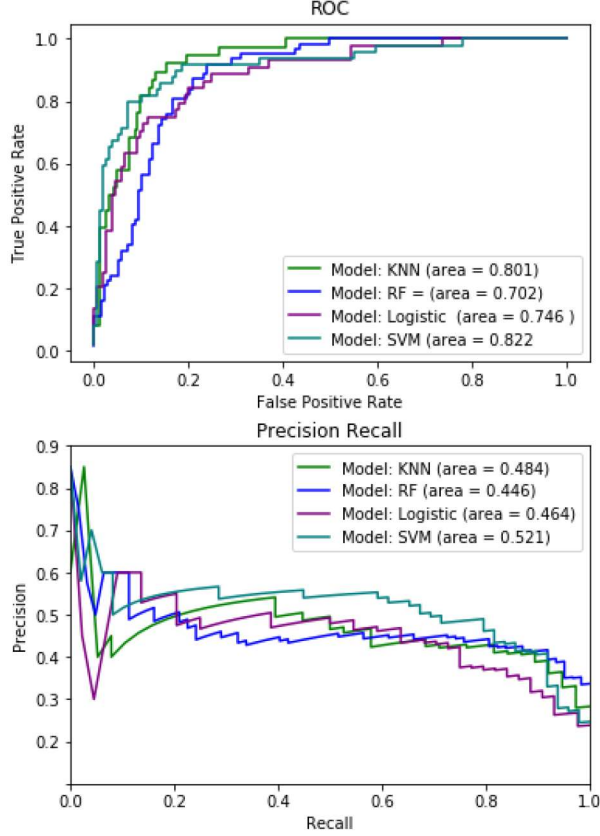 ROC
1.0
0.8
0.6
0.4
0.2
0.0
True Positive Rate
Model: KNN (area = 0.801)
Model: RF = (area = 0.702)
Model: Logistic  (area = 0.746 )
Model: SVM (area = 0.822
0.0 0.2 0.4 0.6 0.8 1.0
False Positive Rate
Precision Recall
0.9
0.8
0.7
0.6
0.5
0.4
0.3
0.2
Precision
Model: KNN (area = 0.484)
Model: RF (area = 0.446)
Model: Logistic (area = 0.464)
Model: SVM (area = 0.521)
0.0 0.2 0.4 0.6 0.8 1.0
Recall